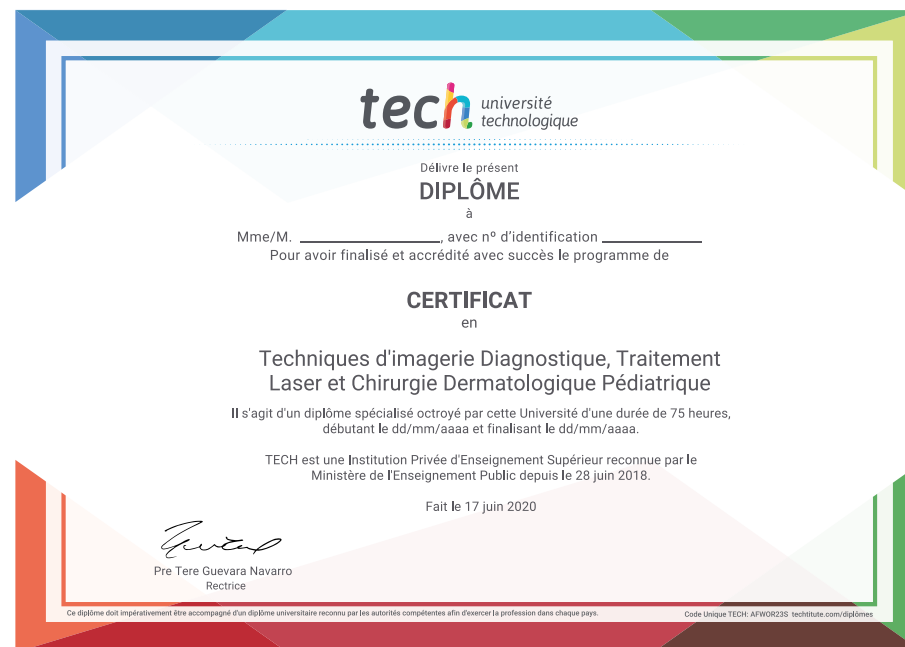 tech université
technologique
Délivre le présent
DIPLÔME
à
Mme/M. ____________________, avec nº d'identification ______________
Pour avoir finalisé et accrédité avec succès le programme de
CERTIFICAT
en
Techniques d'imagerie Diagnostique, Traitement
Laser et Chirurgie Dermatologique Pédiatrique
Il s'agit d'un diplôme spécialisé octroyé par cette Université d'une durée de 75 heures,
débutant le dd/mm/aaaa et finalisant le dd/mm/aaaa.
TECH est une Institution Privée d'Enseignement Supérieur reconnue par le
Ministère de l'Enseignement Public depuis le 28 juin 2018.
Fait le 17 juin 2020
Pre Tere Guevara Navarro
Rectrice
Ce diplôme doit impérativement être accompagné d'un diplôme universitaire reconnu par les autorités compétentes afin d'exercer la profession dans chaque pays.
Code Unique TECH: AFWOR23S techtitute.com/diplômes